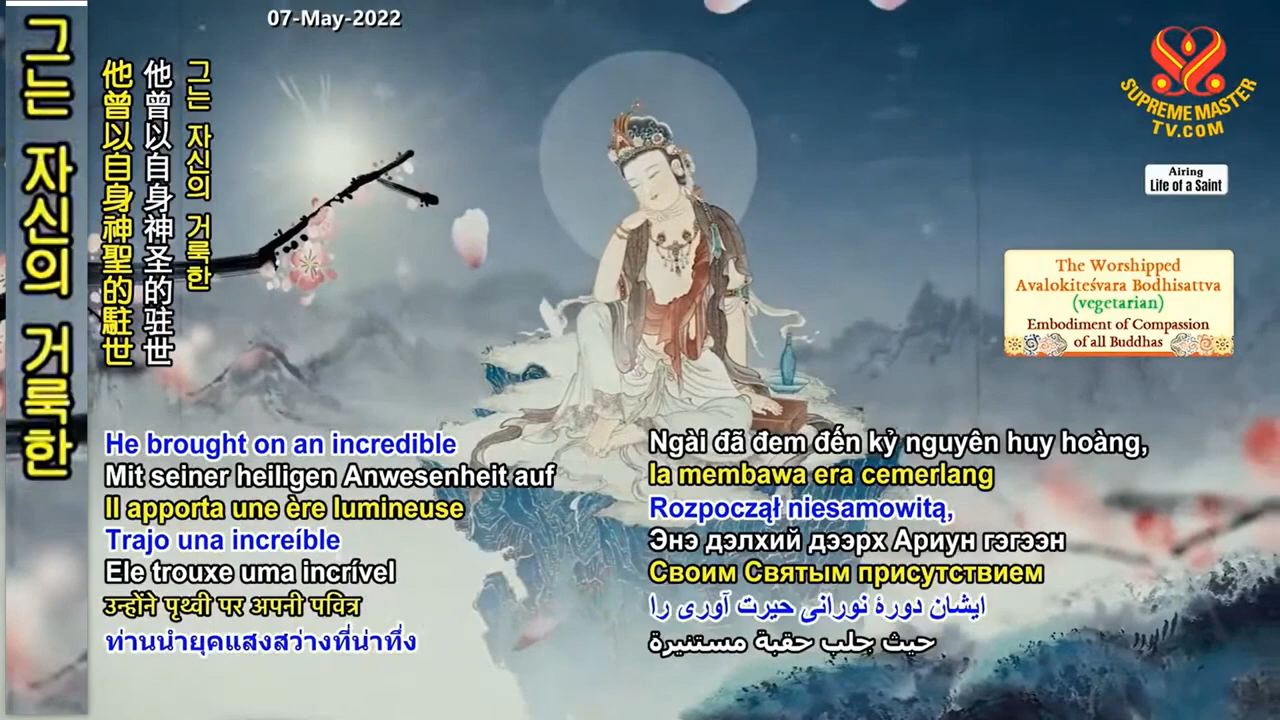 07-May-2022
그는 자신의 거룩한
他曾以自身神聖的駐世
他曾以自身神圣的驻世
그는 자신의 거룩한
SUPREME MASTER
TV.COM
Airing
Life of a Saint
The Worshipped
Avalokiteśvara Bodhisattva
(vegetarian)
Embodiment of Compassion
of all Buddhas
He brought on an incredible
Mit seiner heiligen Anwesenheit auf
Il apporta une ère lumineuse
Trajo una increíble
Ele trouxe uma incrível
उन्होंने पृथ्वी पर अपनी पवित्र
ท่านนำยุคแสงสว่างที่น่าทึ่ง
Ngài đã đem đến kỷ nguyên huy hoàng,
Ia membawa era cemerlang
Rozpoczął niesamowitą,
Энэ дэлхий дээрх Ариун гэгээн
Своим Святым присутствием
ایشان دورهٔ نورانی حیرت آوری را
حيث جلب حقبة مستنيرة